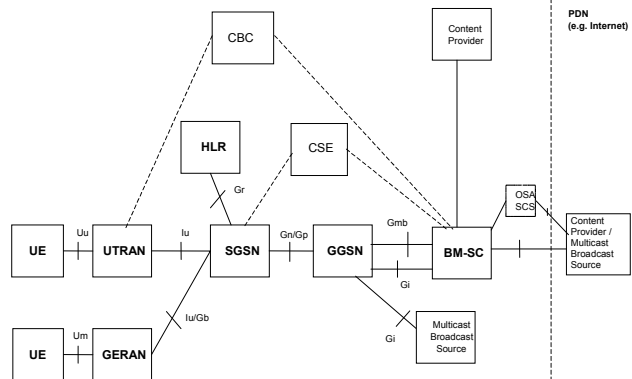 PDN
(e.g. Internet)
CBC
Content
Provider
HLR
CSE
Gr
OSA
SCS
Uu
Iu
Gn/Gp
Gmb
UE
UTRAN
SGSN
GGSN
BM-SC
Content
Provider /
Multicast
Broadcast
Source
Gi
Iu/Gb
Um
UE
GERAN
Gi
Multicast
Broadcast
Source